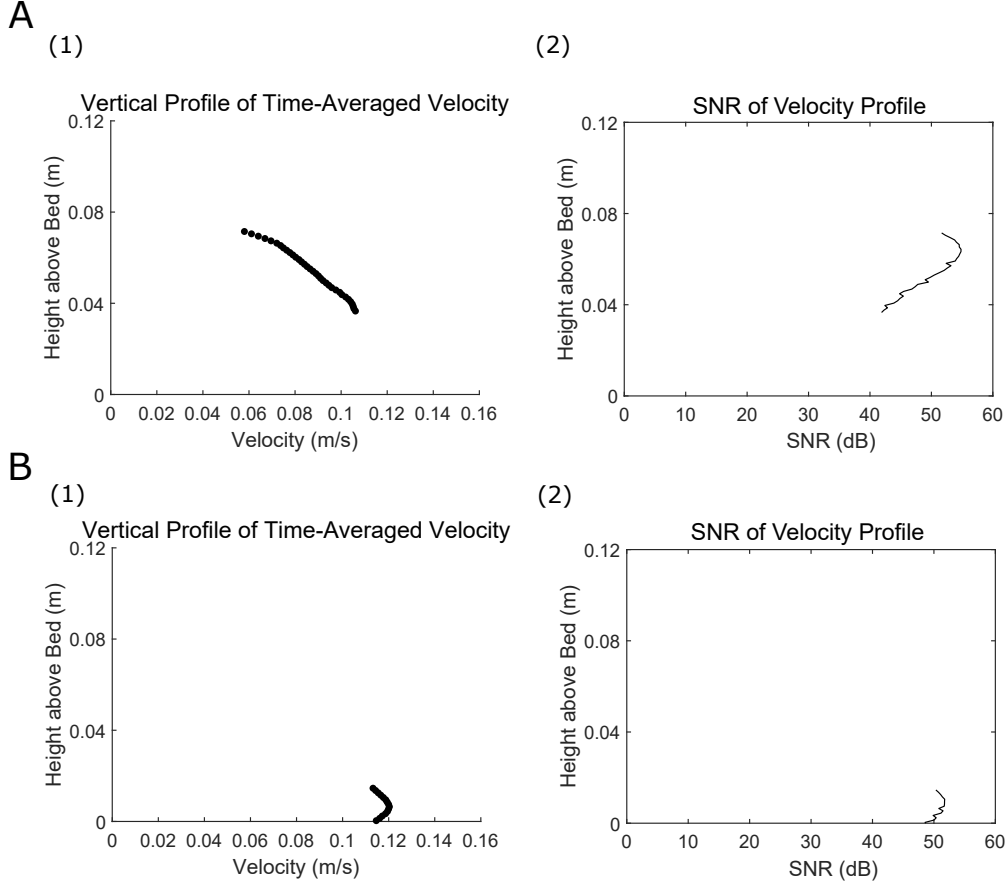 A
(1)
(2)
Vertical Profile of Time-Averaged Velocity
SNR of Velocity Profile
Height above Bed (m)
0.12
0.08
0.04
0
0 0.02 0.04 0.06 0.08 0.1 0.12 0.14 0.16
Velocity (m/s)
Height above Bed (m)
0.12
0.08
0.04
0
0 10 20 30 40 50 60
SNR (dB)
B
(1)
(2)
Vertical Profile of Time-Averaged Velocity
SNR of Velocity Profile
Height above Bed (m)
0.12
0.08
0.04
0
0 0.02 0.04 0.06 0.08 0.1 0.12 0.14 0.16
Velocity (m/s)
Height above Bed (m)
0.12
0.08
0.04
0
0 10 20 30 40 50 60
SNR (dB)